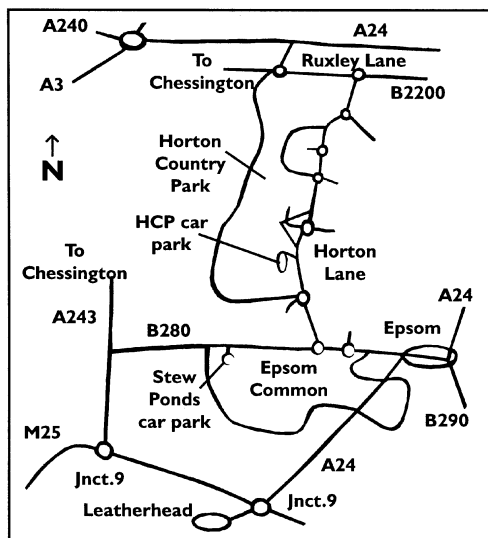 A240
A24
To
Chessington
Ruxley Lane
A3
B2200
N
Horton
Country
Park
HCP car
park
To
Chessington
Horton
Lane
A243
A24
B280
Epsom
Stew
Ponds
car park
Epsom
Common
M25
B290
A24
Jnct.9
Jnct.9
Leatherhead